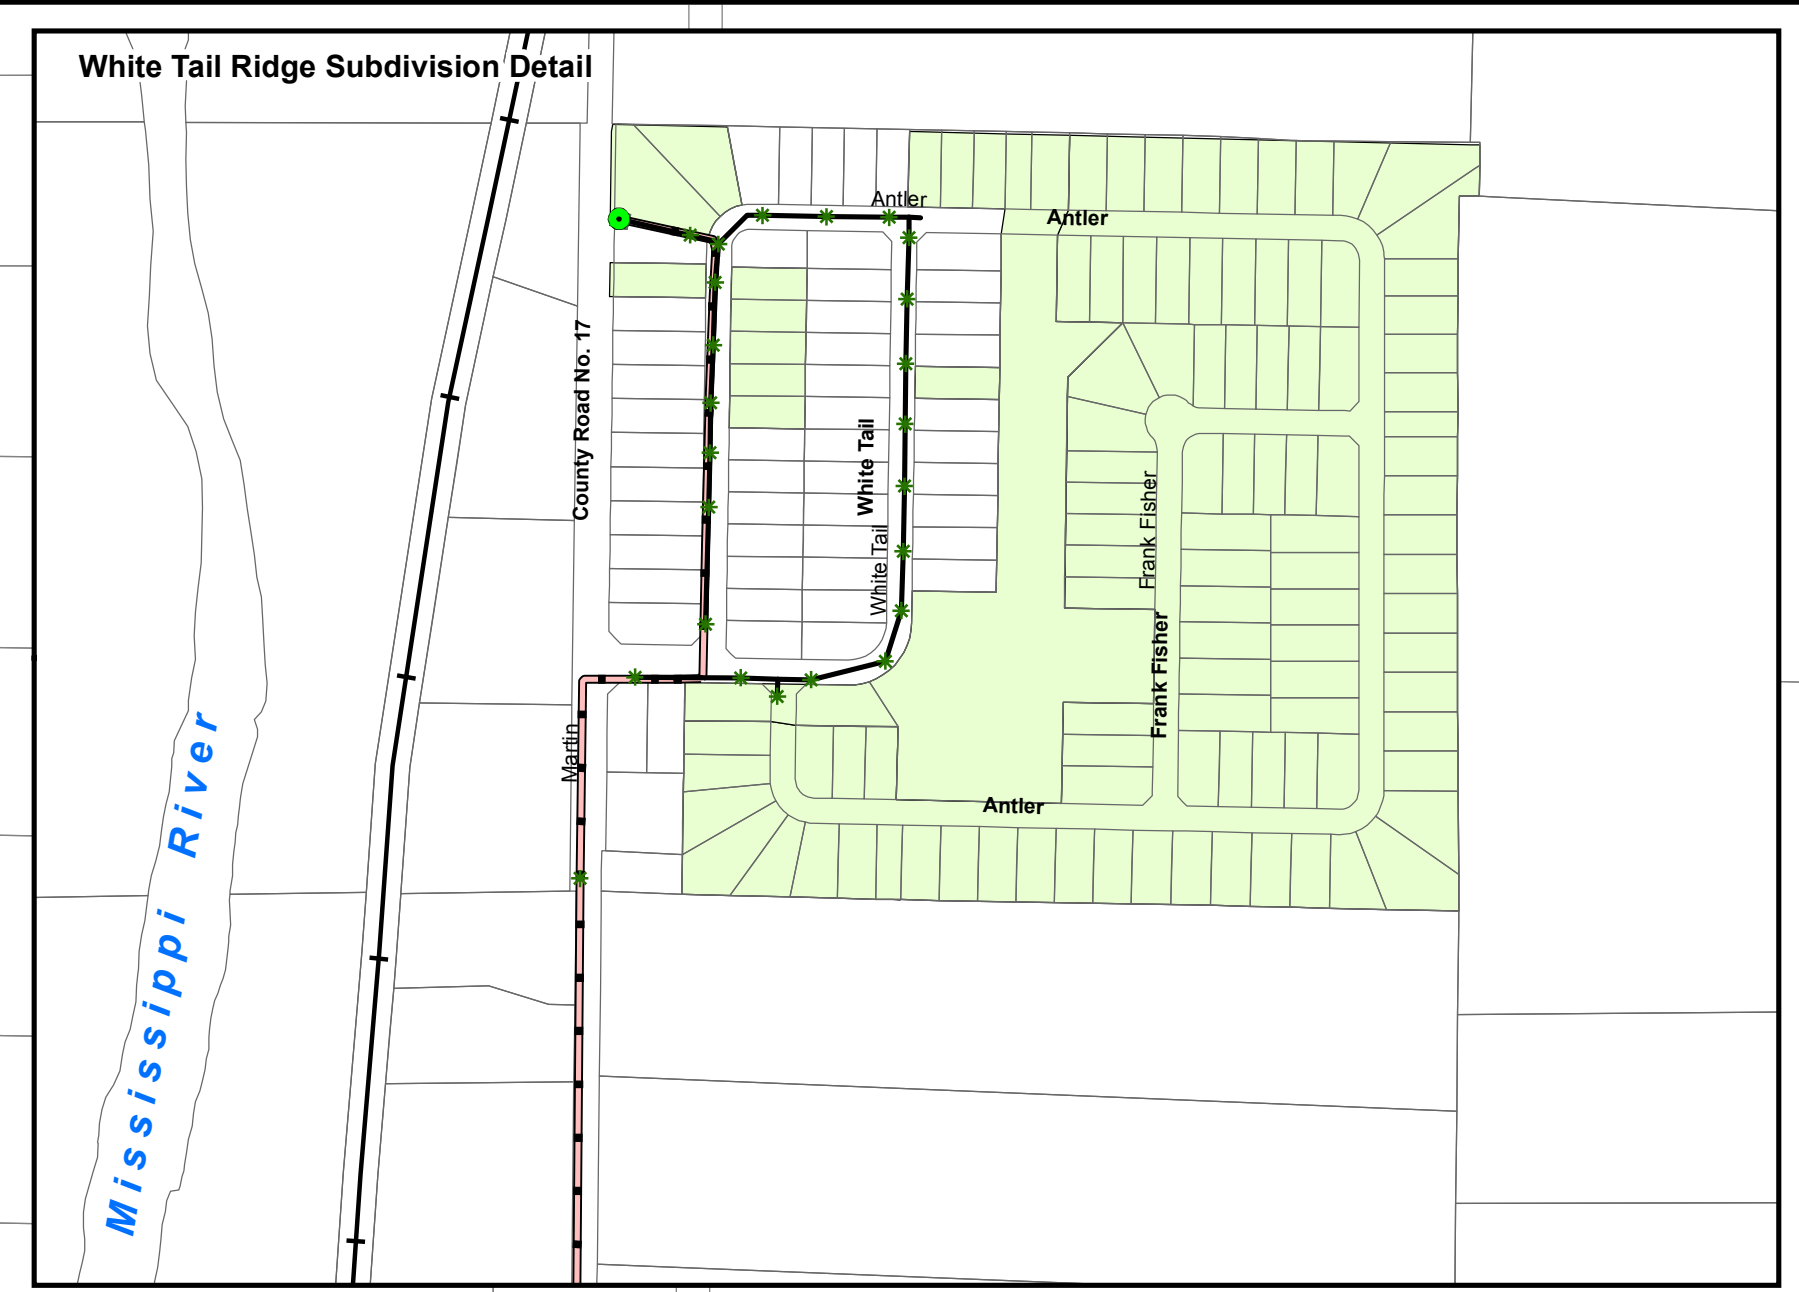 White Tail Ridge Subdivision Detail
Antler
Antler
County Road No. 17
White Tail
White Tail
Frank Fisher
Frank Fisher
Martin
Antler
Mississippi River